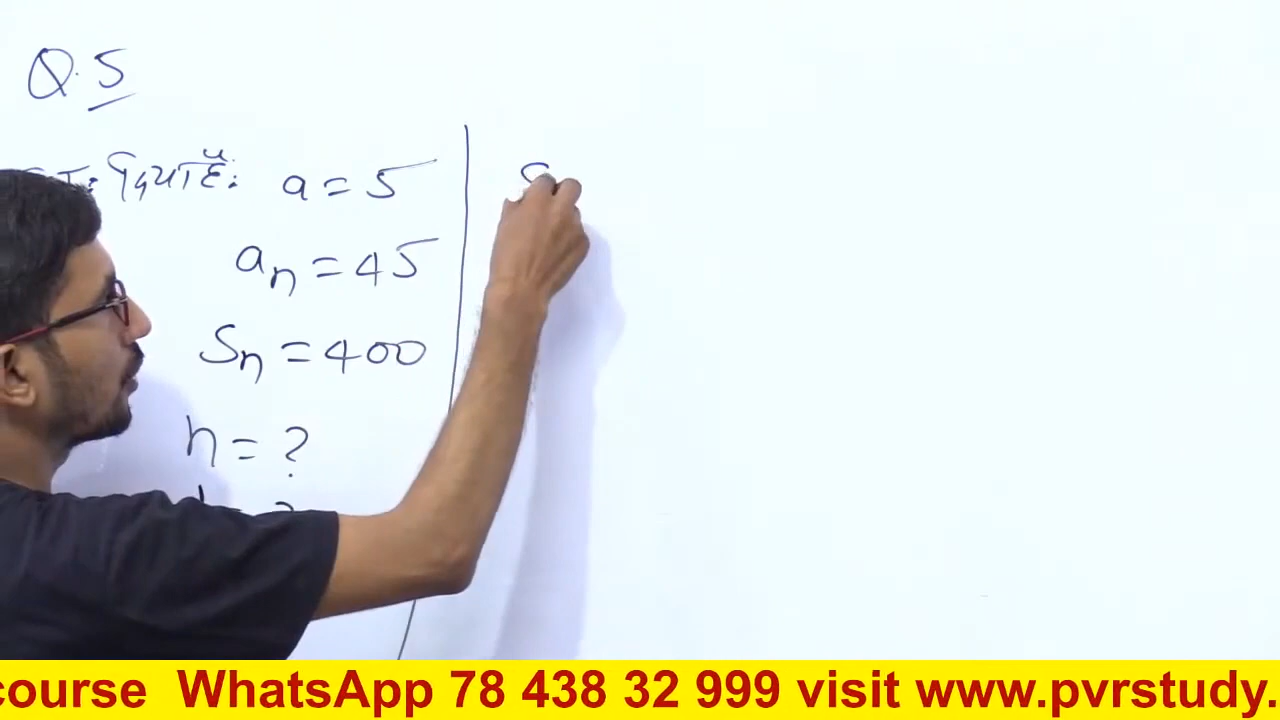 Q.5
दिया है: a = 5
an = 45
Sn = 400
n = ?
= ?
S
course WhatsApp 78 438 32 999 visit www.pvrstudy.